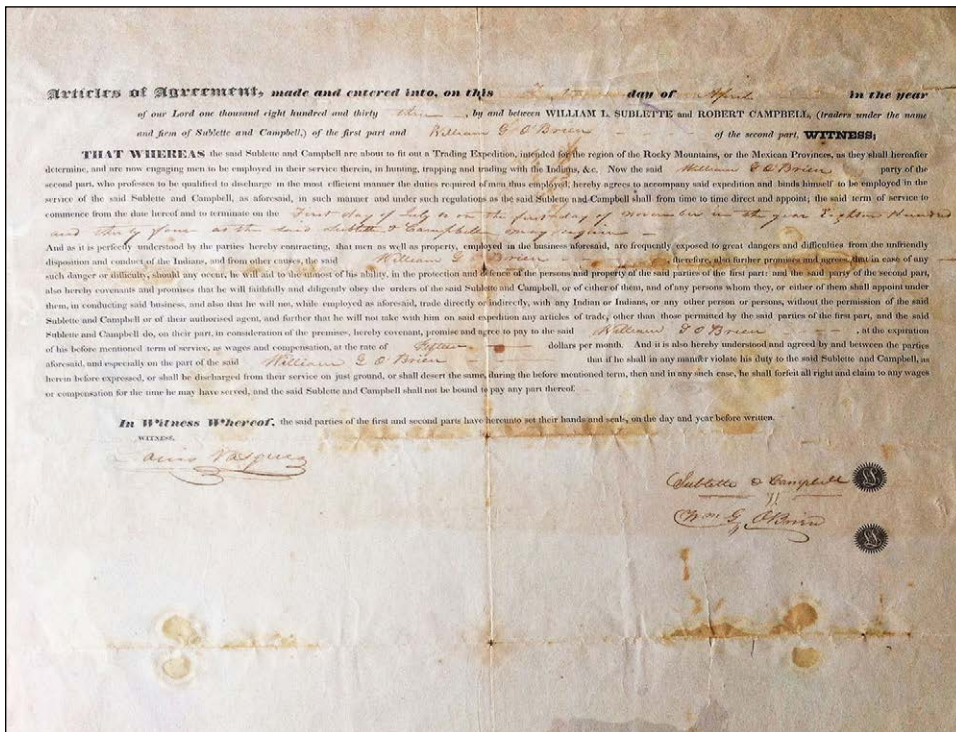 Articles of Agreement, made and entered into, on this day of April in the year
of our Lord one thousand right hundred and thirty , by and between WILLIAM L. SUBLETTE and ROBERT CAMPBELL, (traders under the name
and firm of Sublette and Campbell,) of the first part and William G O'Brien of the second part, WITNESS;
THAT WHEREAS the said Sublette and Campbell are about to fit out a Trading Expedition, intended for the region of the Rocky Mountains, or the Mexican Provinces, as they shall hereafter
determine, and are now engaging men to be employed in their service therein, in hunting, trapping and trading with the Indians, &c. Now the said William G O'Brien party of the
second part, who professes to be qualified to discharge in the most efficient manner the duties required of men thus employed, hereby agrees to accompany said expedition and binds himself to be employed in the
service of the said Sublette and Campbell, as aforesaid, in such manner and under such regulations as the said Sublette and Campbell shall from time to time direct and appoint; the said term of service to
commence from the date hereof and to terminate on the First day of July or on the first day of November in the year Eighteen Hundred
and thirty four as the said Sublette & Campbell may require –
And as it is perfectly understood by the parties hereby contracting, that men as well as property, employed in the business aforesaid, are frequently exposed to great dangers and difficulties from the unfriendly
disposition and conduct of the Indians, and from other causes, the said William G O'Brien , therefore, also further promises and agrees, that in case of any
such danger or difficulty, should any occur, he will aid to the utmost of his ability, in the protection and defence of the persons and property of the said parties of the first part: and the said party of the second part,
also hereby covenants and promises that he will faithfully and diligently obey the orders of the said Sublette and Campbell, or of either of them, and of any persons whom they, or either of them shall appoint under
them, in conducting said business, and also that he will not, while employed as aforesaid, trade directly or indirectly, with any Indian or Indians, or any other person or persons, without the permission of the said
Sublette and Campbell or of their authorised agent, and further that he will not take with him on said expedition any articles of trade, other than those permitted by the said parties of the first part, and the said
Sublette and Campbell do, on their part, in consideration of the premises, hereby covenant, promise and agree to pay to the said William G O'Brien – – , at the expiration
of his before mentioned term of service, as wages and compensation, at the rate of fifteen dollars per month. And it is also hereby understood and agreed by and between the parties
aforesaid, and especially on the part of the said William G O'Brien that if he shall in any manner violate his duty to the said Sublette and Campbell, as
herein before expressed, or shall be discharged from their service on just ground, or shall desert the same, during the before mentioned term, then and in any such case, he shall forfeit all right and claim to any wages
or compensation for the time he may have served, and the said Sublette and Campbell shall not be bound to pay any part thereof.
In Witness Whereof, the said parties of the first and second parts have hereunto set their hands and seals, on the day and year before written.
WITNESS,
Louis Vasquez
Sublette & Campbell
Wm G O'Brien